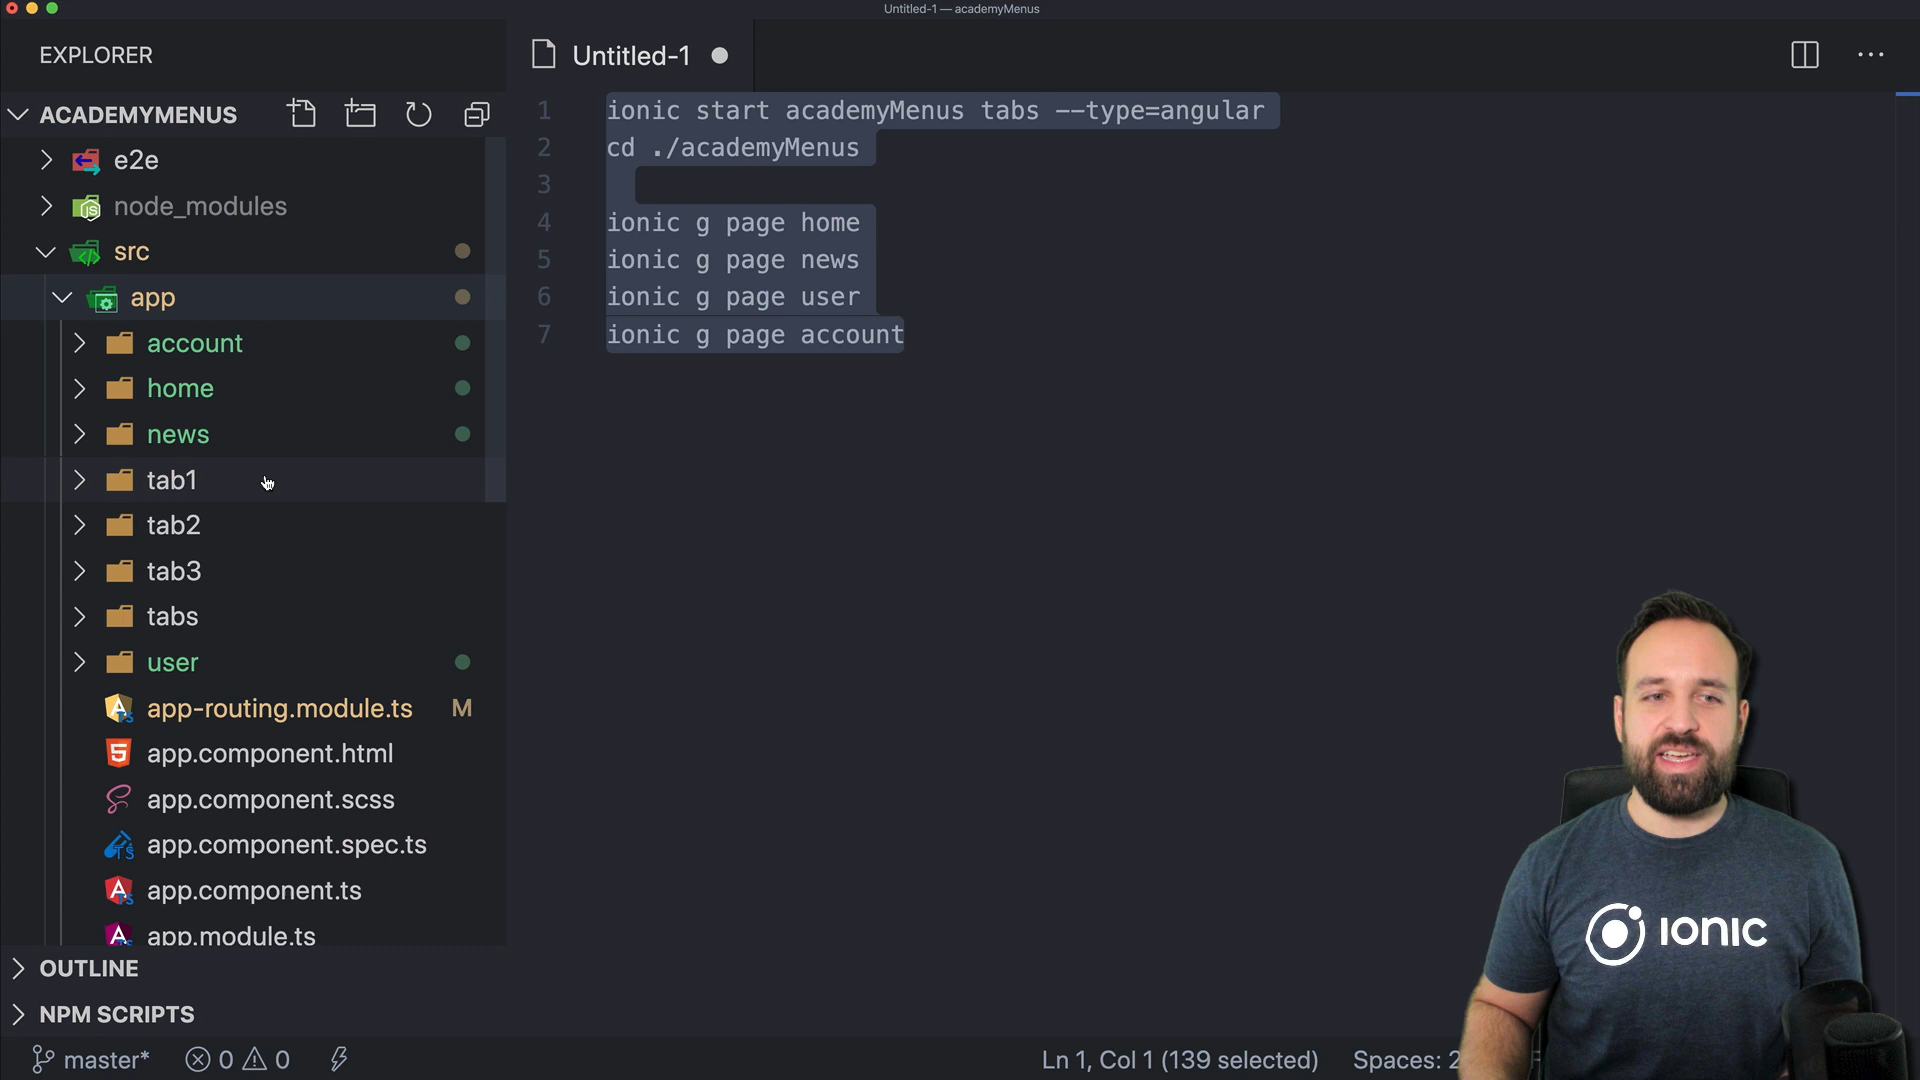 Untitled-1 — academyMenus
EXPLORER
Untitled-1
ACADEMYMENUS
e2e
node_modules
src
app
account
home
news
tab1
tab2
tab3
tabs
user
app-routing.module.ts M
app.component.html
app.component.scss
app.component.spec.ts
app.component.ts
app.module.ts
OUTLINE
NPM SCRIPTS
1 ionic start academyMenus tabs --type=angular
2 cd ./academyMenus
3
4 ionic g page home
5 ionic g page news
6 ionic g page user
7 ionic g page account
IONIC
master* 0 0
Ln 1, Col 1 (139 selected) Spaces: 2